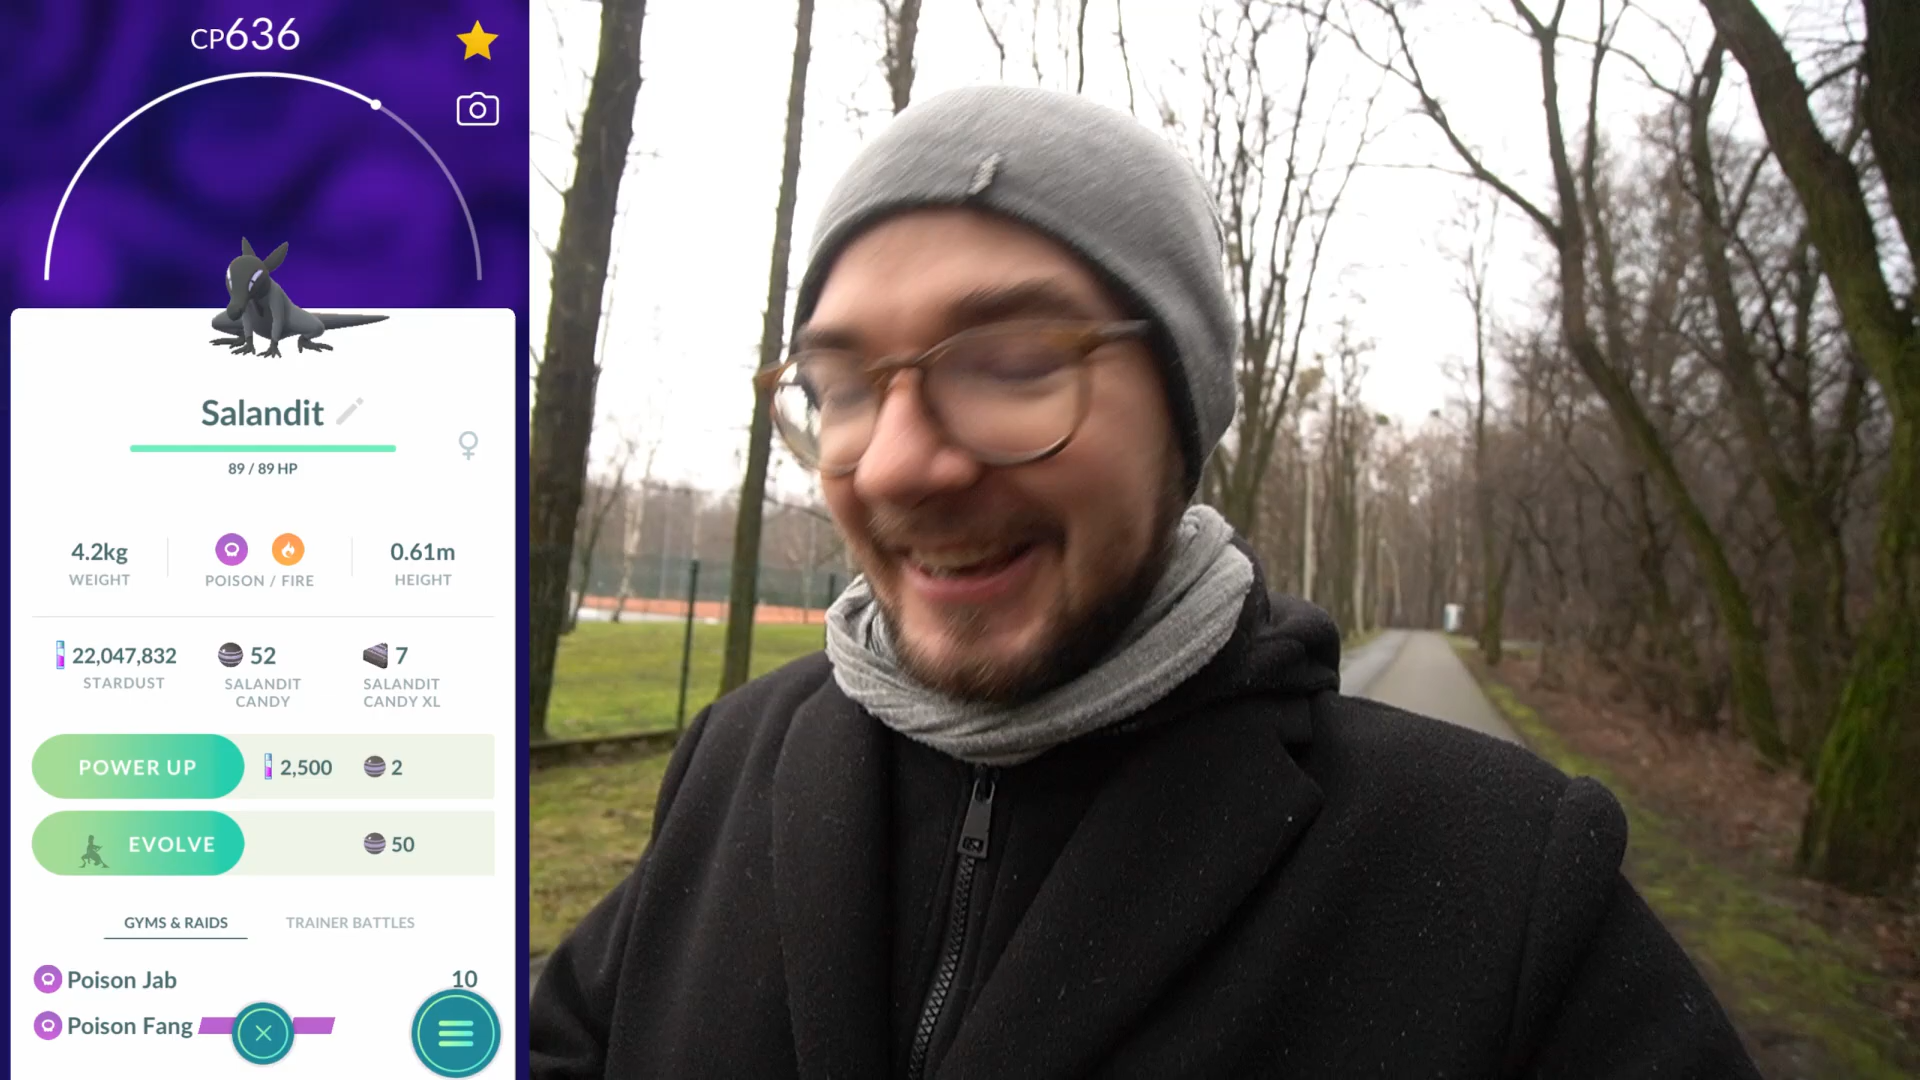 CP636
Salandit
89 / 89 HP
4.2kg
WEIGHT
POISON / FIRE
0.61m
HEIGHT
22,047,832
STARDUST
52
SALANDIT
CANDY
7
SALANDIT
CANDY XL
POWER UP 2,500 2
EVOLVE 50
GYMS & RAIDS TRAINER BATTLES
Poison Jab 10
Poison Fang